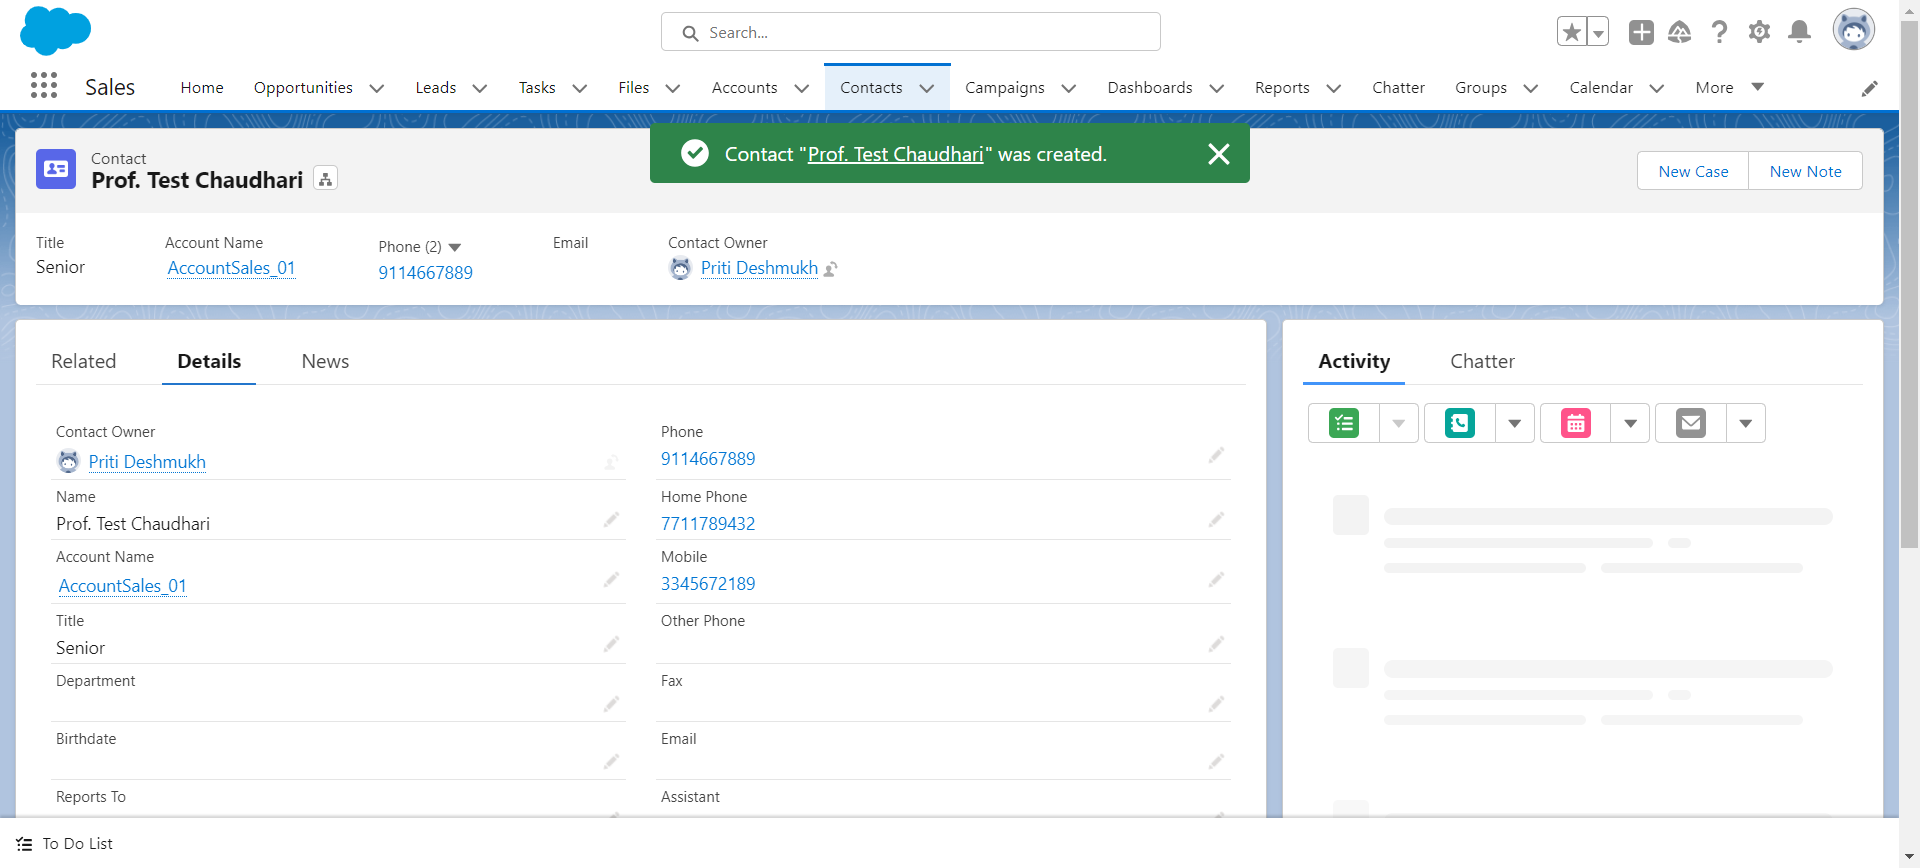 Search...
Sales
Home
Opportunities
Leads
Tasks
Files
Accounts
Contacts
Campaigns
Dashboards
Reports
Chatter
Groups
Calendar
More
Contact "Prof. Test Chaudhari" was created.
Contact
Prof. Test Chaudhari
New Case
New Note
Title
Senior
Account Name
AccountSales_01
Phone (2)
9114667889
Email
Contact Owner
Priti Deshmukh
Related
Details
News
Contact Owner
Priti Deshmukh
Name
Prof. Test Chaudhari
Account Name
AccountSales_01
Title
Senior
Department
Birthdate
Reports To
Phone
9114667889
Home Phone
7711789432
Mobile
3345672189
Other Phone
Fax
Email
Assistant
Activity
Chatter
To Do List